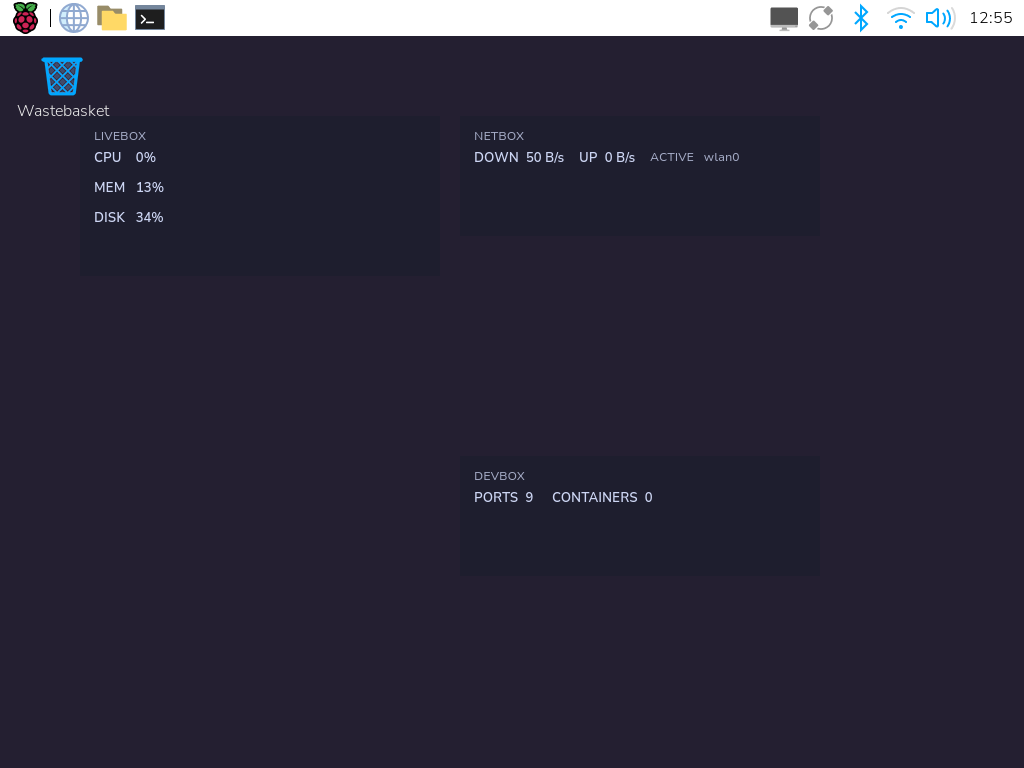 12:55
Wastebasket
LIVEBOX
CPU 0%
MEM 13%
DISK 34%
NETBOX
DOWN 50 B/s UP 0 B/s ACTIVE wlan0
DEVBOX
PORTS 9 CONTAINERS 0